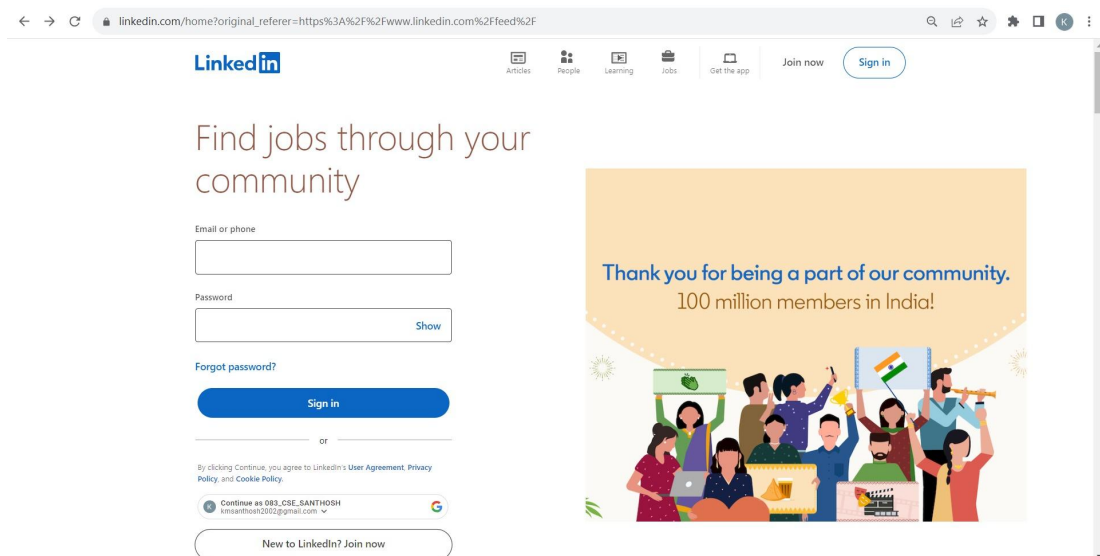 linkedin.com/home?original_referer=https%3A%2F%2Fwww.linkedin.com%2Ffeed%2F
K
Linked in
Articles
People
Learning
Jobs
Get the app
Join now
Sign in
Find jobs through your
community
Email or phone
Password
Show
Forgot password?
Sign in
or
By clicking Continue, you agree to LinkedIn's User Agreement, Privacy
Policy, and Cookie Policy.
K
Continue as 083_CSE_SANTHOSH
kmsanthosh2002@gmail.com
G
New to LinkedIn? Join now
Thank you for being a part of our community.
100 million members in India!